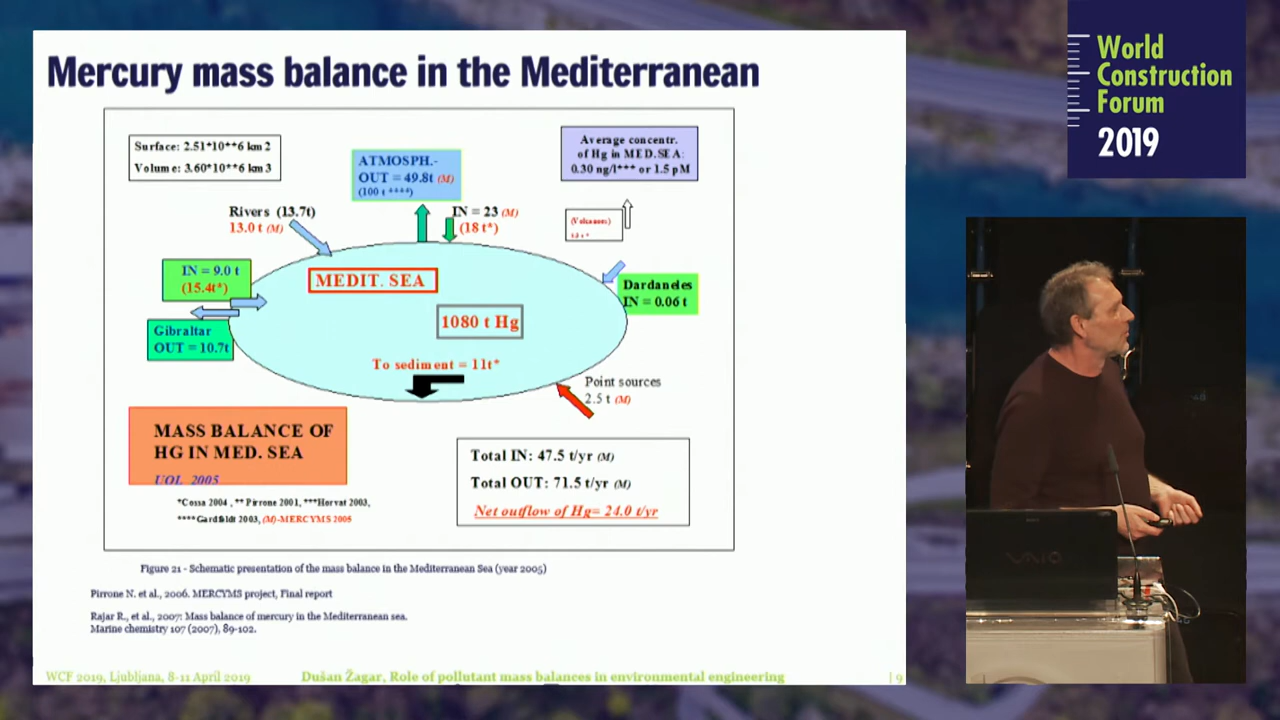 Mercury mass balance in the Mediterranean
World
Construction
Forum
2019
Surface: 2.51*10**6 km2
Volume: 3.60*10**6 km3
ATMOSPH.-
OUT = 49.8t (M)
(100 t ****)
Average concentr.
of Hg in MED.SEA:
0.30 ng/l*** or 1.5 pM
Rivers (13.7t)
13.0 t (M)
IN = 23 (M)
(18 t*)
(Volcanoes)
IN = 9.0 t
(15.4t*)
MEDIT. SEA
Dardaneles
IN = 0.06 t
1080 t Hg
Gibraltar
OUT = 10.7t
To sediment = 11t*
Point sources
2.5 t (M)
MASS BALANCE OF
HG IN MED. SEA
UOL 2005
Total IN: 47.5 t/yr (M)
Total OUT: 71.5 t/yr (M)
Net outflow of Hg= 24.0 t/yr
*Cossa 2004 , ** Pirrone 2001, ***Horvat 2003,
****Gardfeldt 2003, (M)-MERCYMS 2005
Figure 21 - Schematic presentation of the mass balance in the Mediterranean Sea (year 2005)
Pirrone N. et al., 2006. MERCYMS project, Final report
Rajar R., et al., 2007: Mass balance of mercury in the Mediterranean sea.
Marine chemistry 107 (2007), 89-102.
WCF 2019, Ljubljana, 8-11 April 2019
Dušan Žagar, Role of pollutant mass balances in environmental engineering
| 9
VAIO